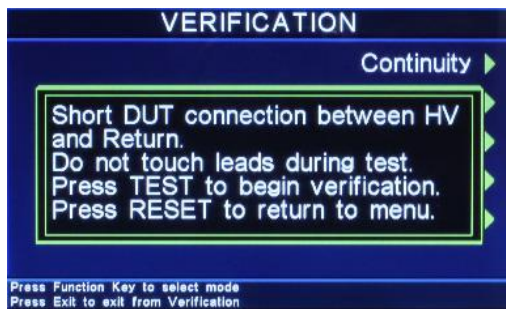 VERIFICATION
Continuity
Short DUT connection between HV
and Return.
Do not touch leads during test.
Press TEST to begin verification.
Press RESET to return to menu.
Press Function Key to select mode
Press Exit to exit from Verification